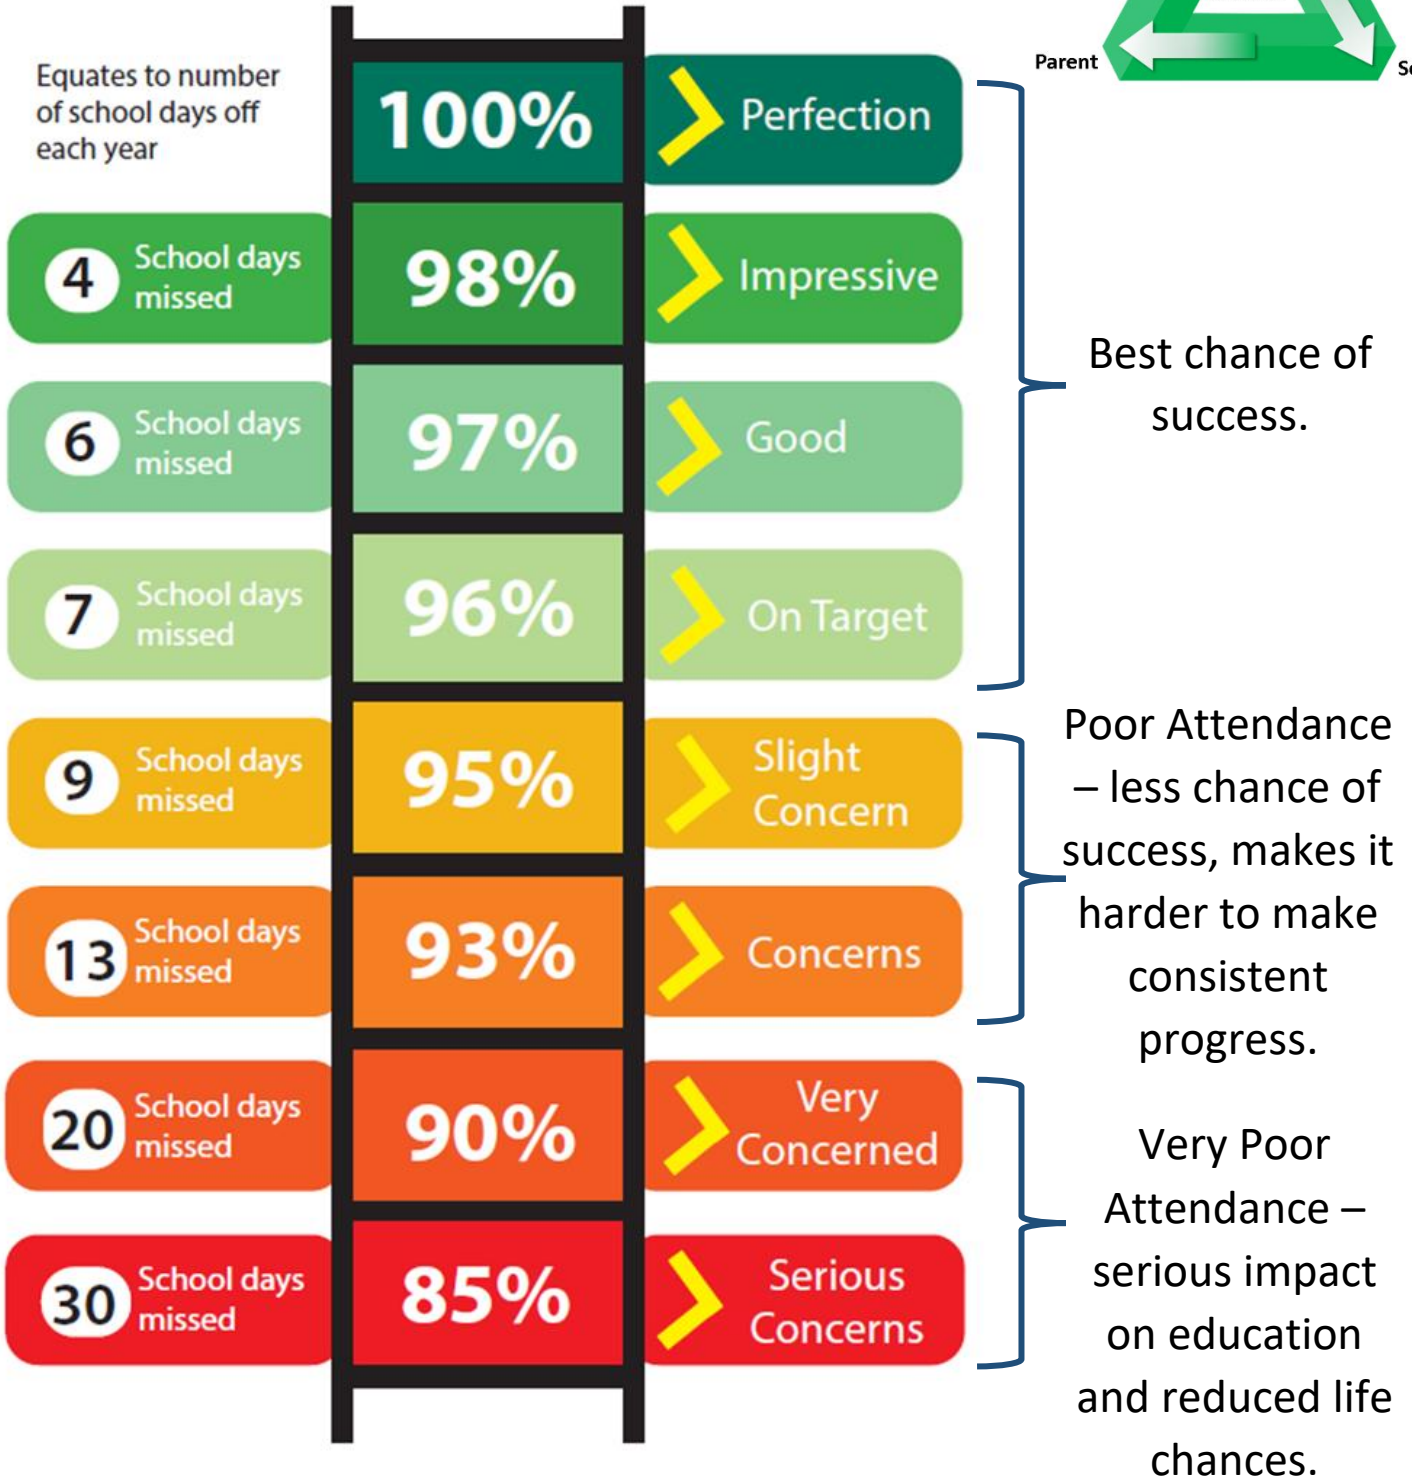 Parent
Equates to number
of school days off
each year
100%
Perfection
4
School days
missed
98%
Impressive
6
School days
missed
97%
Good
7
School days
missed
96%
On Target
Best chance of
success.
9
School days
missed
95%
Slight
Concern
13
School days
missed
93%
Concerns
Poor Attendance
– less chance of
success, makes it
harder to make
consistent
progress.
20
School days
missed
90%
Very
Concerned
30
School days
missed
85%
Serious
Concerns
Very Poor
Attendance –
serious impact
on education
and reduced life
chances.